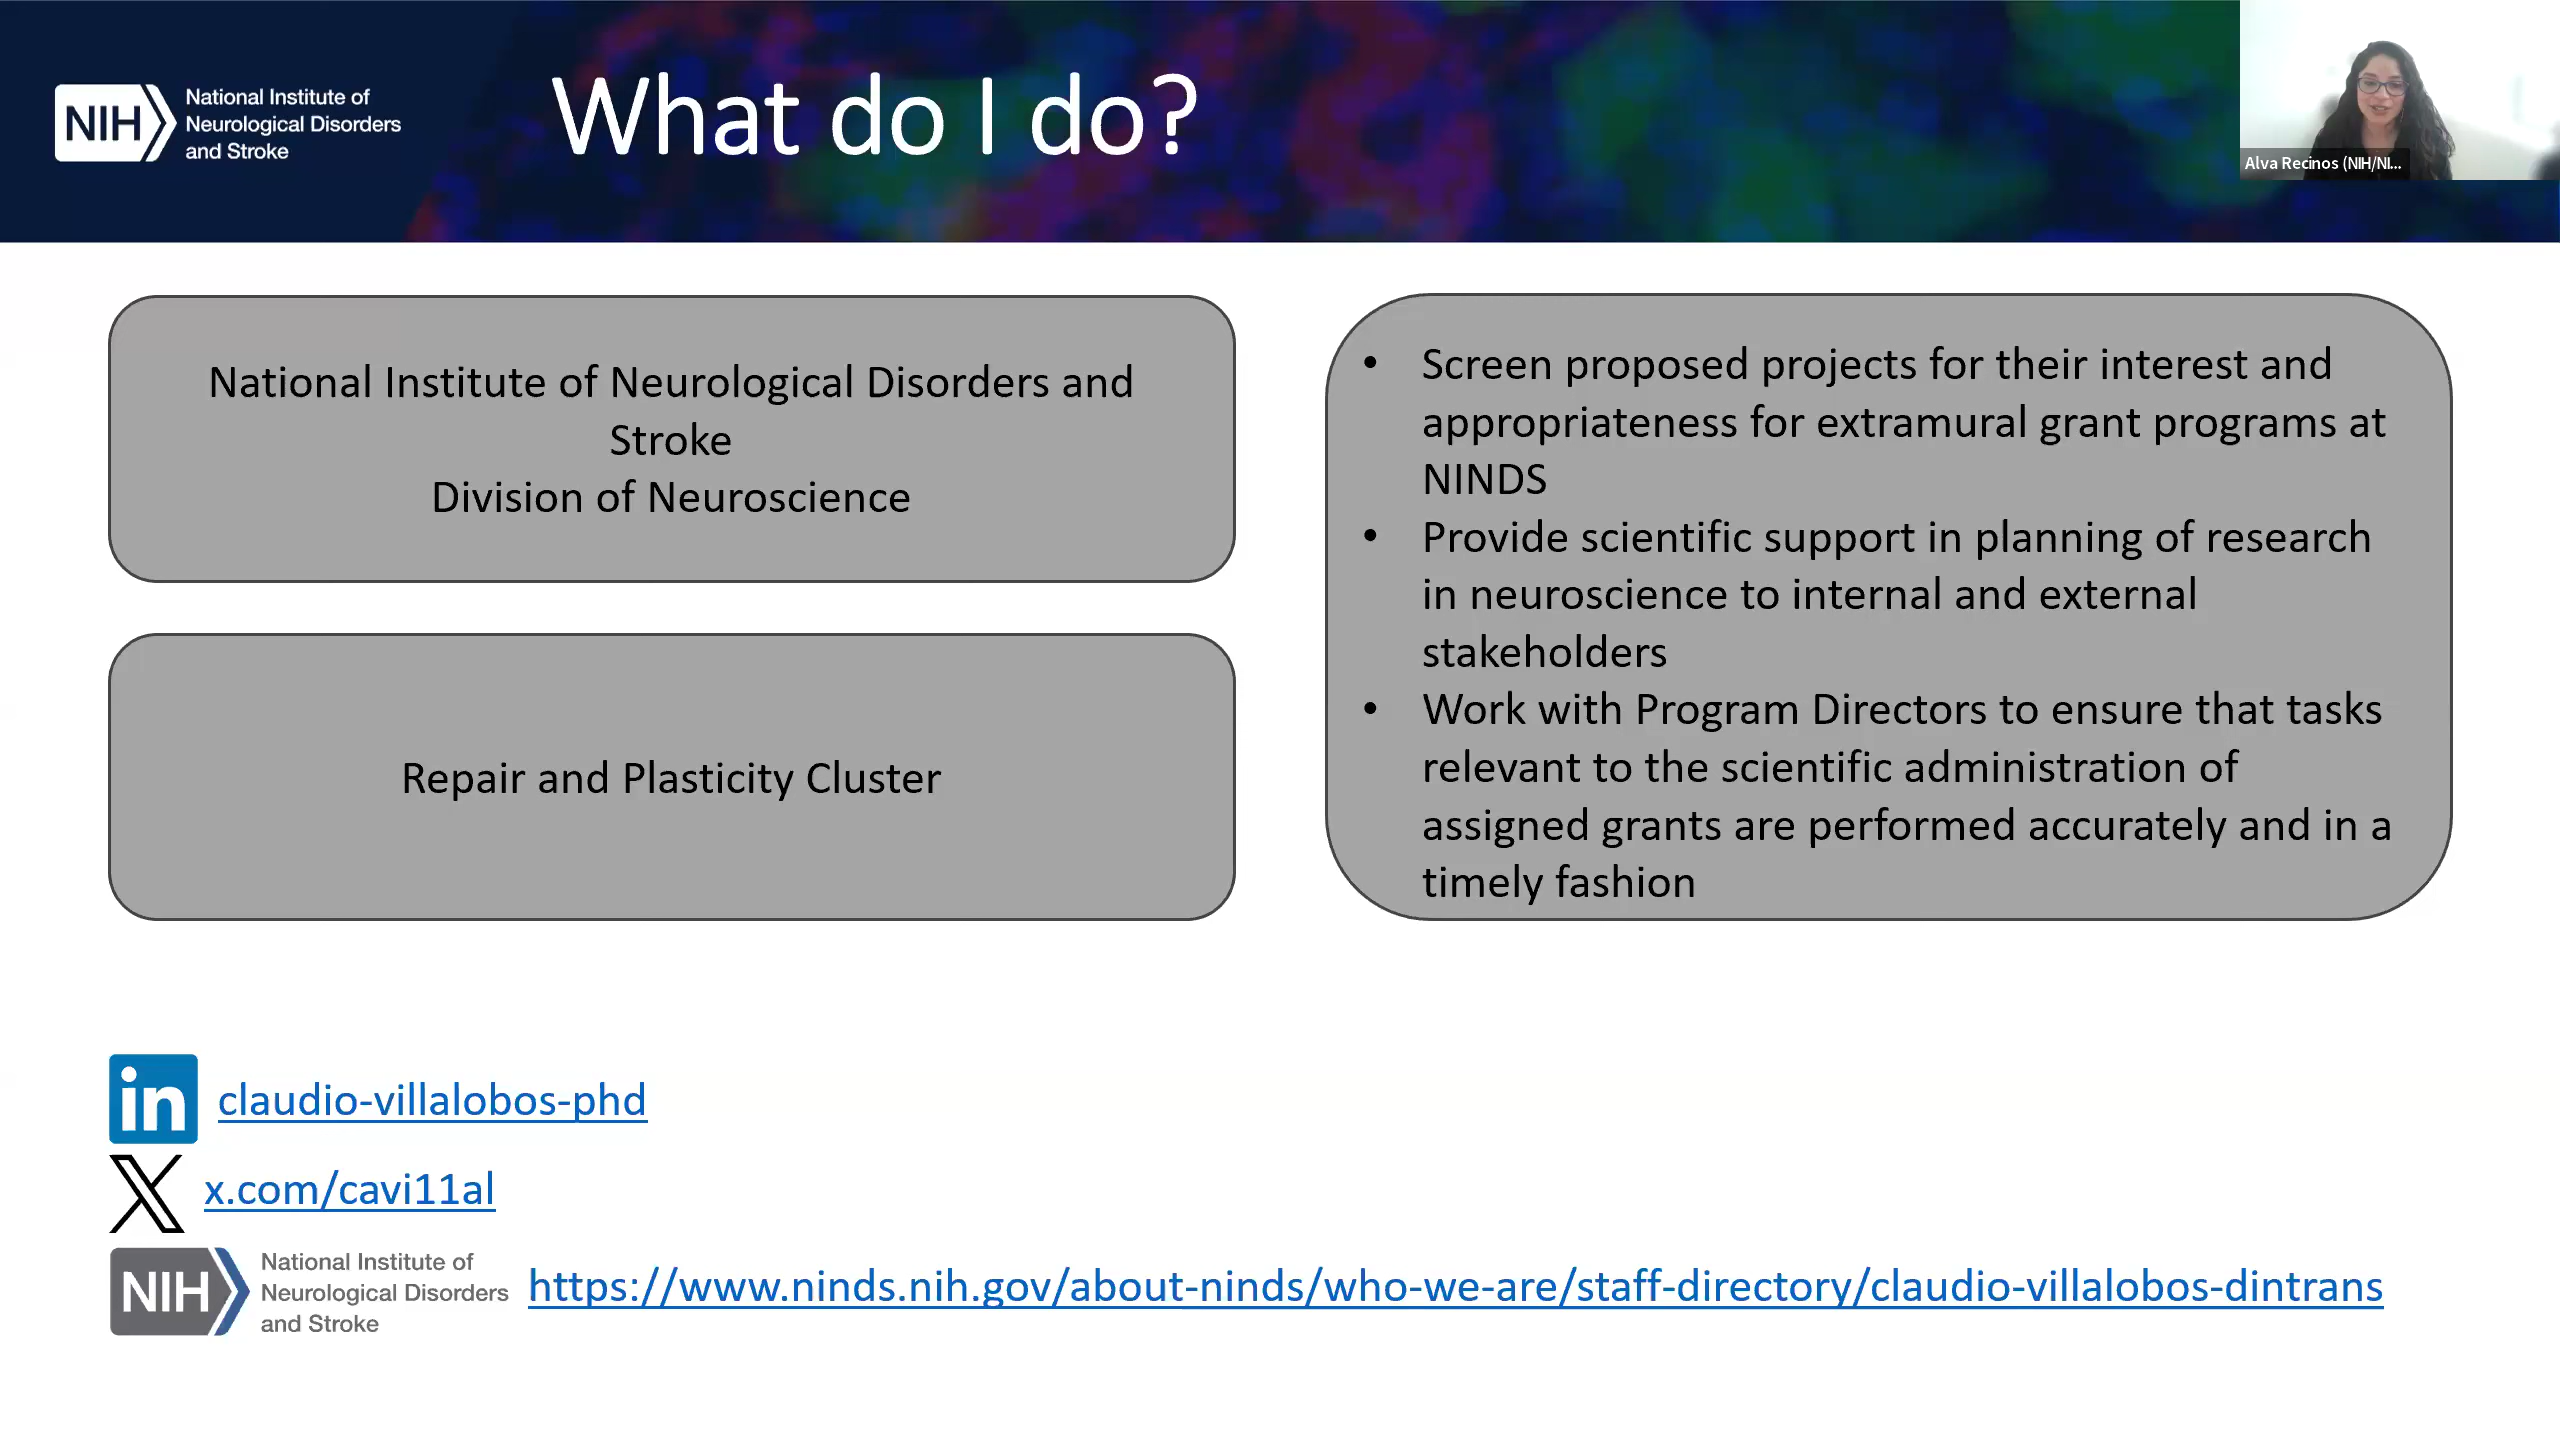 NIH
National Institute of
Neurological Disorders
and Stroke
What do I do?
Alva Recinos (NIH/NI...
National Institute of Neurological Disorders and
Stroke
Division of Neuroscience
Repair and Plasticity Cluster
• Screen proposed projects for their interest and
appropriateness for extramural grant programs at
NINDS
• Provide scientific support in planning of research
in neuroscience to internal and external
stakeholders
• Work with Program Directors to ensure that tasks
relevant to the scientific administration of
assigned grants are performed accurately and in a
timely fashion
in claudio-villalobos-phd
X x.com/cavi11al
NIH
National Institute of
Neurological Disorders
and Stroke
https://www.ninds.nih.gov/about-ninds/who-we-are/staff-directory/claudio-villalobos-dintrans